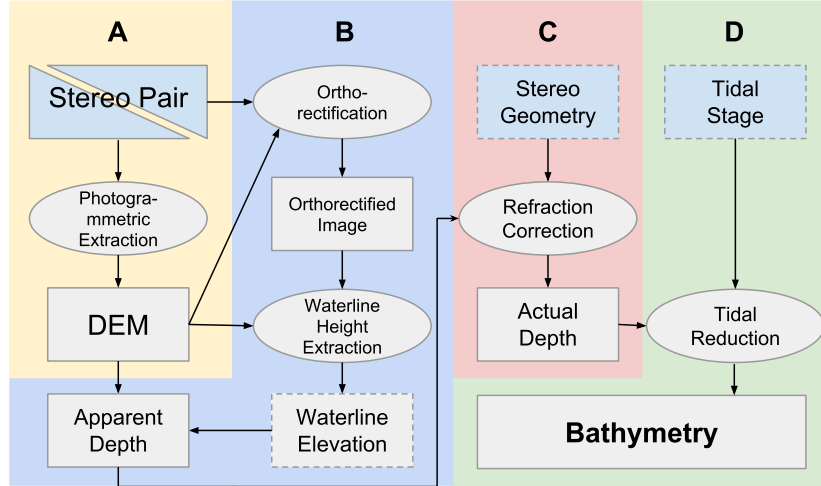 A
B
C
D
Stereo Pair
Ortho-
rectification
Stereo
Geometry
Tidal
Stage
Photogra-
mmetric
Extraction
Orthorectified
Image
Refraction
Correction
DEM
Waterline
Height
Extraction
Actual
Depth
Tidal
Reduction
Apparent
Depth
Waterline
Elevation
Bathymetry